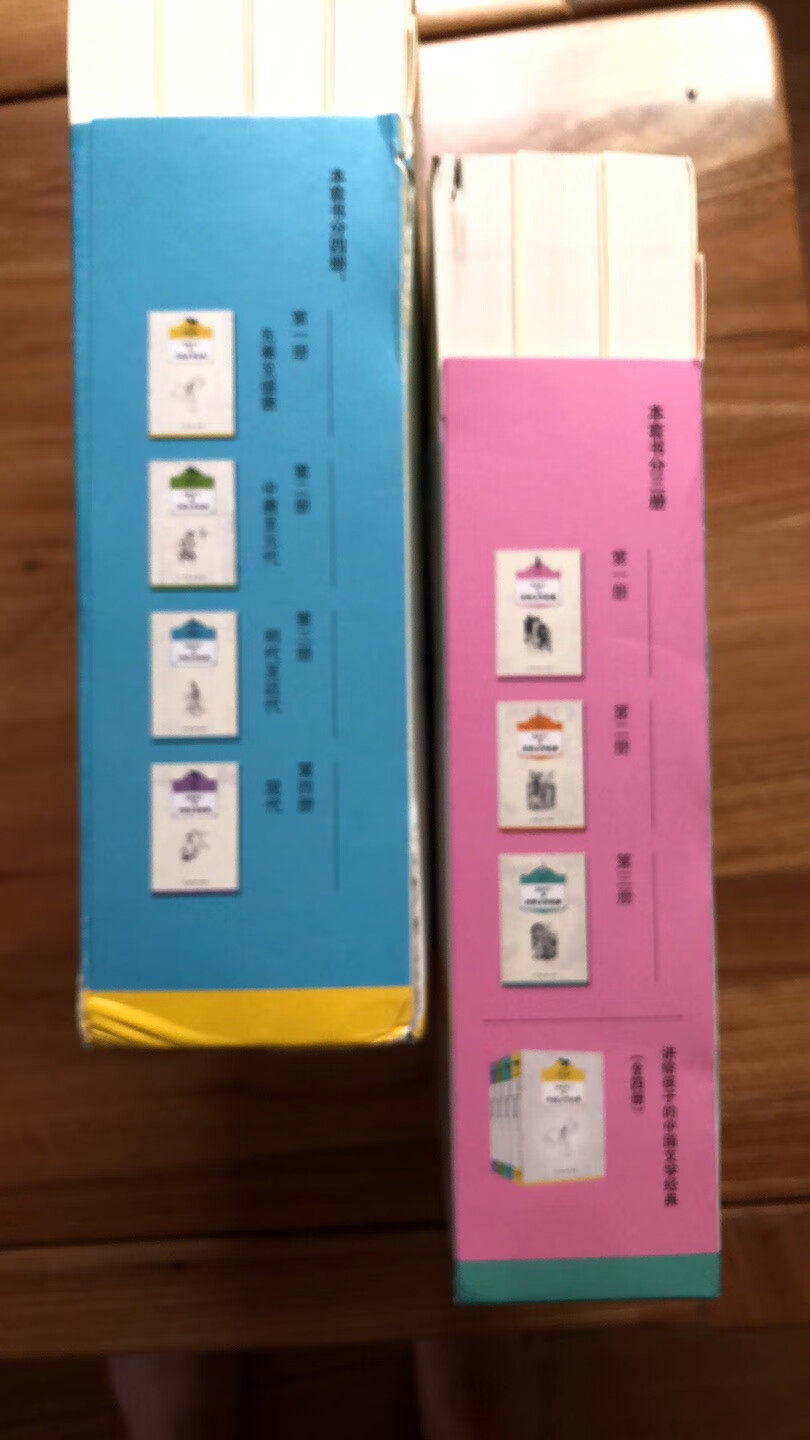 本套书分四册,
第一册
先秦至盛唐
第二册
中唐至元代
第三册
明代至近代
第四册
现代
本套书分三册
第一册
第二册
第三册
讲给孩子的中国文学经典
(全四册)